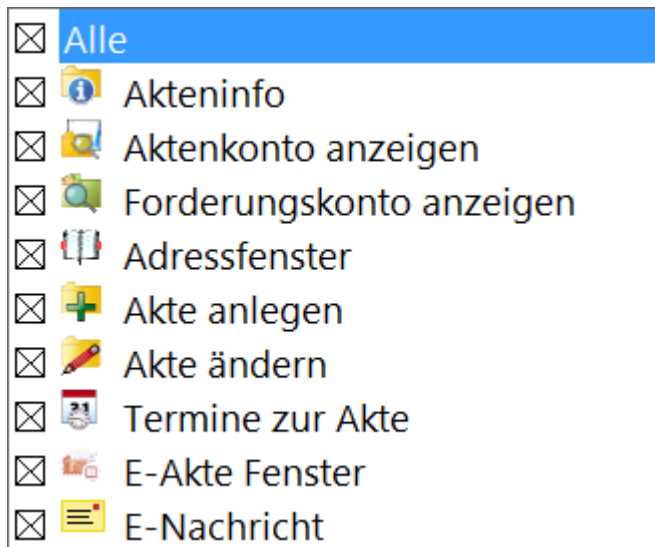 Alle
Akteninfo
Aktenkonto anzeigen
Forderungskonto anzeigen
Adressfenster
Akte anlegen
Akte ändern
Termine zur Akte
E-Akte Fenster
E-Nachricht